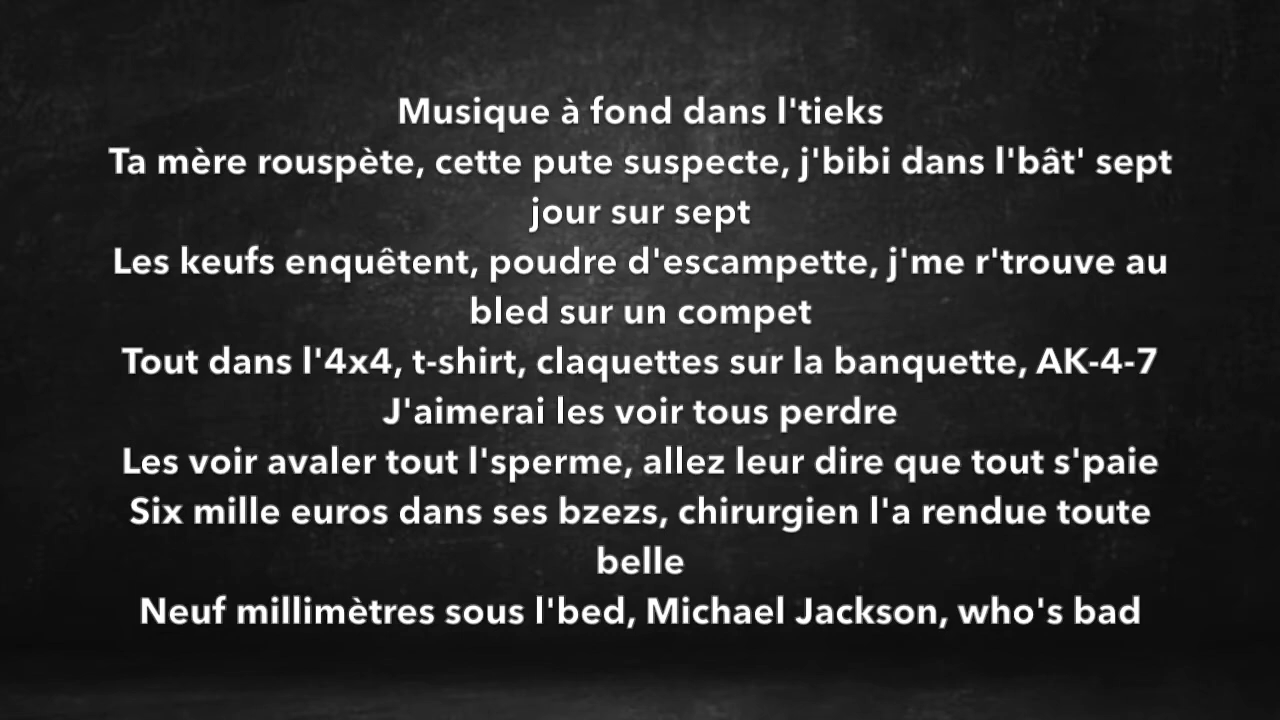 Musique à fond dans l'tieks
Ta mère rouspète, cette pute suspecte, j'bibi dans l'bât' sept
jour sur sept
Les keufs enquêtent, poudre d'escampette, j'me r'trouve au
bled sur un compet
Tout dans l'4x4, t-shirt, claquettes sur la banquette, AK-4-7
J'aimerai les voir tous perdre
Les voir avaler tout l'sperme, allez leur dire que tout s'paie
Six mille euros dans ses bzezs, chirurgien l'a rendue toute
belle
Neuf millimètres sous l'bed, Michael Jackson, who's bad